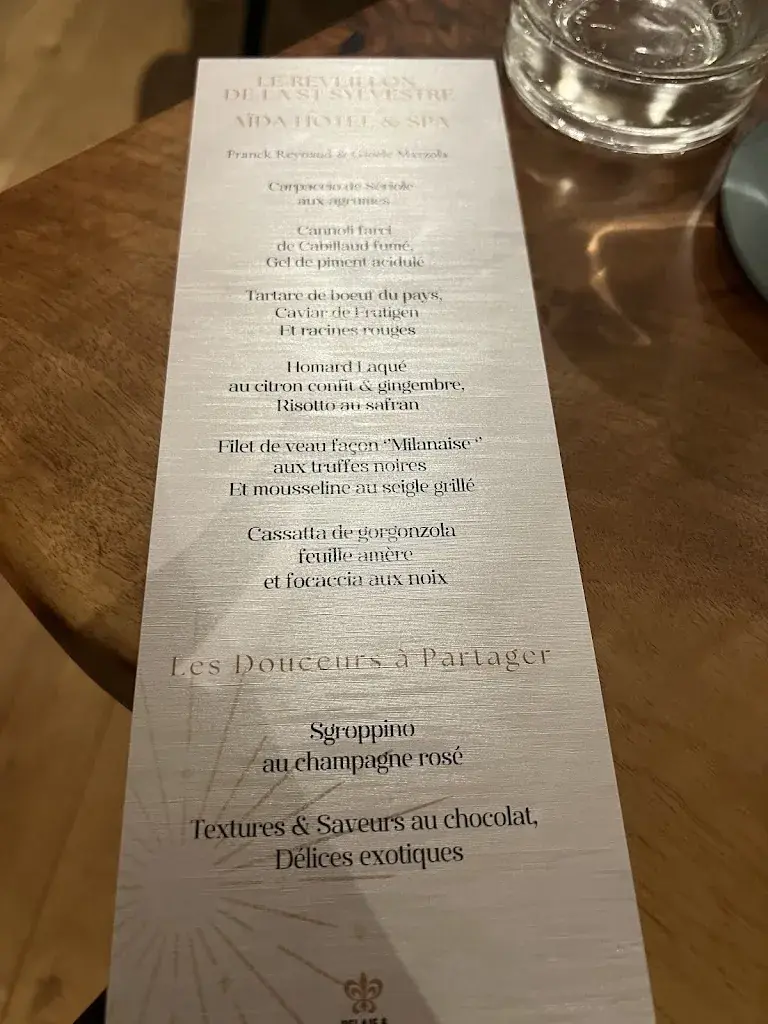 LE RÉVEILLON
DE LA ST SYLVESTRE
AÏDA HOTEL & SPA
Franck Reynaud & Gisèle Marzola
Carpaccio de Sériole
aux agrumes
Cannoli farci
de Cabillaud fumé,
Gel de piment acidulé
Tartare de boeuf du pays,
Caviar de Frutigen
Et racines rouges
Homard Laqué
au citron confit & gingembre,
Risotto au safran
Filet de veau façon "Milanaise "
aux truffes noires
Et mousseline au seigle grillé
Cassatta de gorgonzola
feuille amère
et focaccia aux noix
Les Douceurs à Partager
Sgroppino
au champagne rosé
Textures & Saveurs au chocolat,
Délices exotiques
RELAIS &